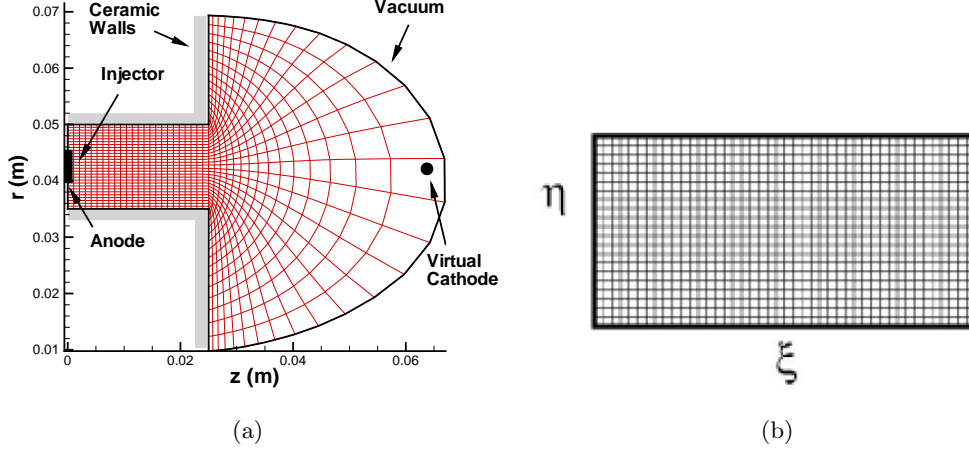 0.07
Ceramic
Walls
Vacuum
0.06
Injector
0.05
r (m)
0.04
Anode
0.03
Virtual
Cathode
0.02
0.01
0
0.02
0.04
0.06
z (m)
(a)
η
ξ
(b)